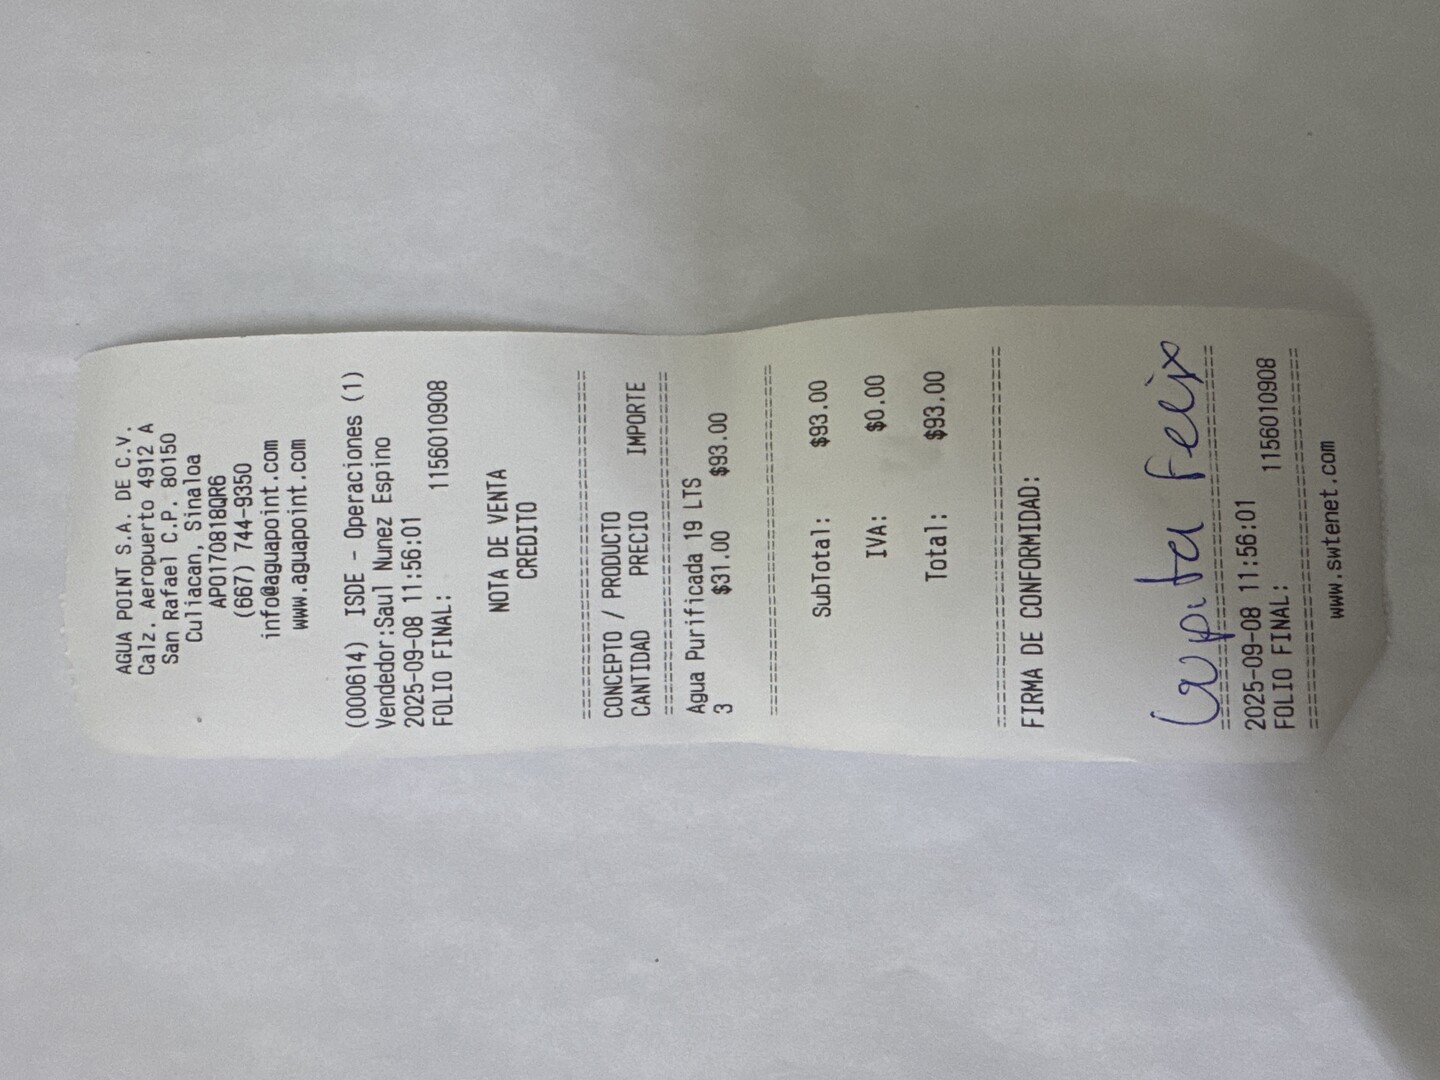 AGUA POINT S.A. DE C.V.
Calz. Aeropuerto 4912 A
San Rafael C.P. 80150
Culiacan, Sinaloa
APO170818QR6
(667) 744-9350
info@aguapoint.com
www.aguapoint.com
(000614) ISDE - Operaciones (1)
Vendedor:Saul Nunez Espino
2025-09-08 11:56:01
FOLIO FINAL: 1156010908
NOTA DE VENTA
CREDITO
==============================
CONCEPTO / PRODUCTO
CANTIDAD PRECIO IMPORTE
==============================
Agua Purificada 19 LTS
3 $31.00 $93.00
==============================
SubTotal: $93.00
IVA: $0.00
Total: $93.00
==============================
FIRMA DE CONFORMIDAD:
Lupita Felix
==============================
2025-09-08 11:56:01
FOLIO FINAL: 1156010908
==============================
www.swtenet.com